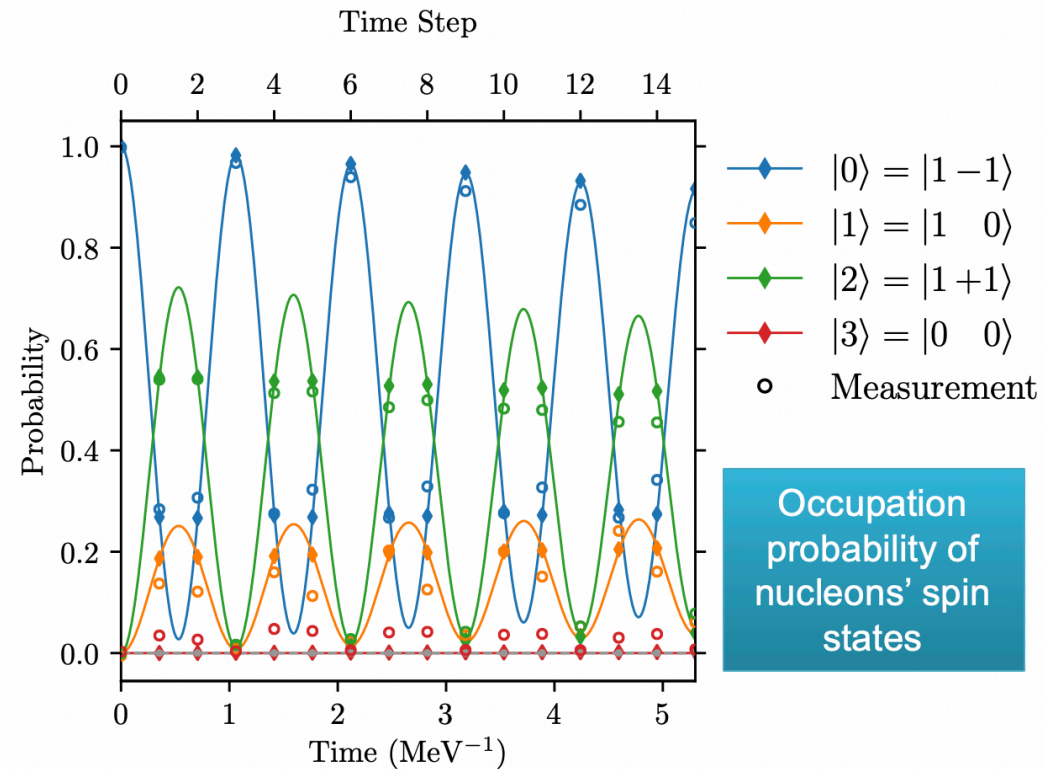 Time Step
0 2 4 6 8 10 12 14
1.0
0.8
0.6
0.4
0.2
0.0
Probability
0 1 2 3 4 5
Time (MeV⁻¹)
|0⟩ = |1 −1⟩
|1⟩ = |1 0⟩
|2⟩ = |1 +1⟩
|3⟩ = |0 0⟩
Measurement
Occupation
probability of
nucleons’ spin
states